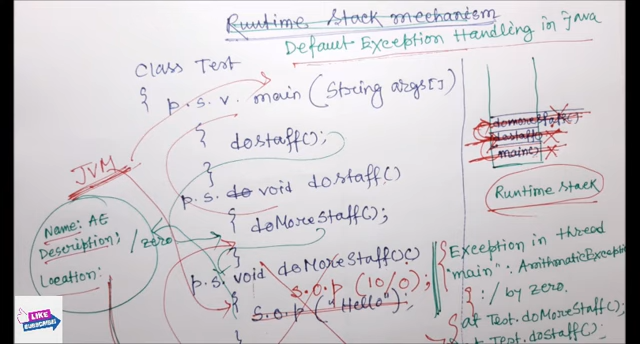 Runtime Stack mechanism
Default Exception Handling in Java
Class Test
{ p.s.v. main (String args[])
{ dostaff();
}
p.s. do void dostaff()
{ doMoreStaff();
p.s. void doMoreStaff()
{ s.o.p (10/0);
s.o.p ("Hello");
{
JVM
Name: AE
Description: / zero
Location:
domorestaff()
dostaff()
main()
Runtime stack
Exception in thread
"main": ArrithmaticExceptio
: / by zero.
at Test.doMoreStaff();
at Test.doStaff();
LIKE
SUBSCRIBE